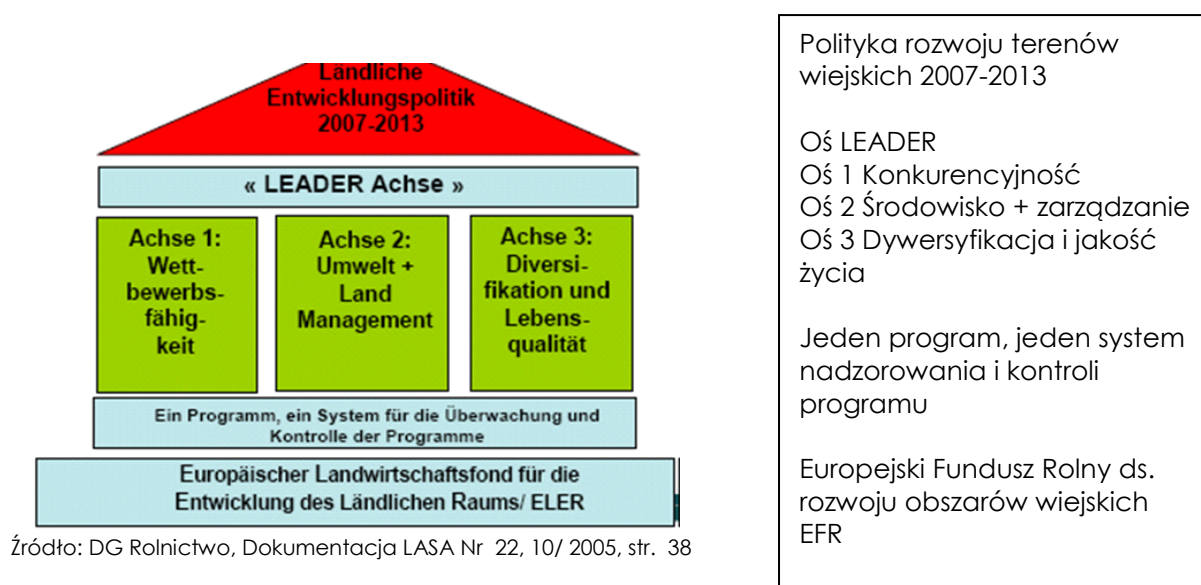 Ländliche
Entwicklungspolitik
2007-2013
« LEADER Achse »
Achse 1:
Wett-
bewerbs-
fähig-
keit
Achse 2:
Umwelt +
Land
Management
Achse 3:
Diversi-
fikation und
Lebens-
qualität
Ein Programm, ein System für die Überwachung und
Kontrolle der Programme
Europäischer Landwirtschaftsfond für die
Entwicklung des Ländlichen Raums/ ELER
Źródło: DG Rolnictwo, Dokumentacja LASA Nr 22, 10/ 2005, str. 38
Polityka rozwoju terenów
wiejskich 2007-2013
Oś LEADER
Oś 1 Konkurencyjność
Oś 2 Środowisko + zarządzanie
Oś 3 Dywersyfikacja i jakość
życia
Jeden program, jeden system
nadzorowania i kontroli
programu
Europejski Fundusz Rolny ds.
rozwoju obszarów wiejskich
EFR